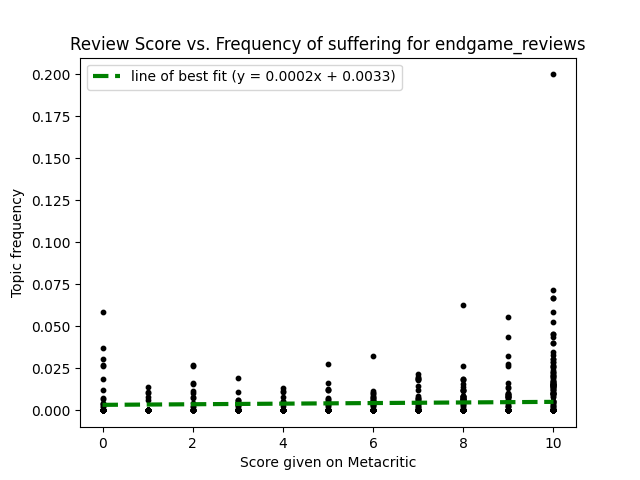 Review Score vs. Frequency of suffering for endgame_reviews
line of best fit (y = 0.0002x + 0.0033)
0.200
0.175
0.150
0.125
0.100
0.075
0.050
0.025
0.000
Topic frequency
0 2 4 6 8 10
Score given on Metacritic